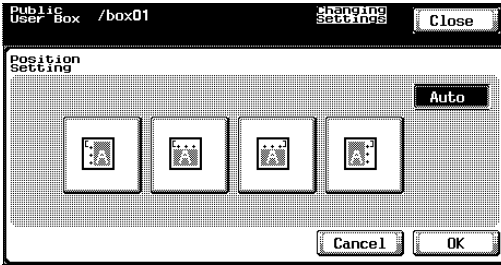 Public
User Box /box01
Changing
Settings
Close
Position
Setting
Auto
A A A A
Cancel OK